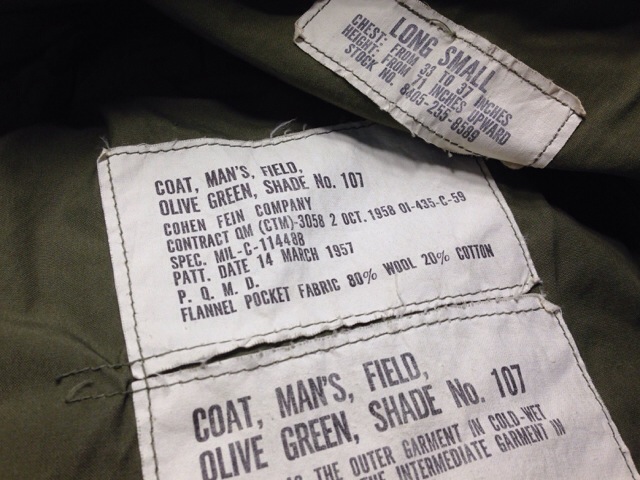 LONG SMALL
CHEST: FROM 33 TO 37 INCHES
HEIGHT: FROM 71 INCHES UPWARD
STOCK NO. 8405-255-8589
COAT, MAN'S, FIELD,
OLIVE GREEN, SHADE No. 107
COHEN FEIN COMPANY
CONTRACT QM (CTM)-3058 2 OCT. 1958 OI-435-C-59
SPEC. MIL-C-11448B
PATT. DATE 14 MARCH 1957
P. Q. M. D.
FLANNEL POCKET FABRIC 80% WOOL 20% COTTON
COAT, MAN'S, FIELD,
OLIVE GREEN, SHADE No. 107
THE OUTER GARMENT IN COLD-WET
THE INTERMEDIATE GARMENT IN